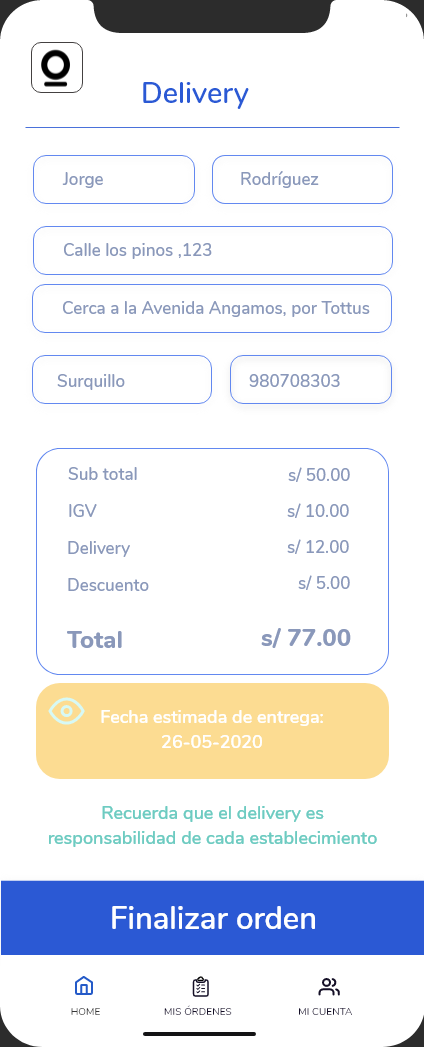 Delivery
Jorge Rodríguez
Calle los pinos ,123
Cerca a la Avenida Angamos, por Tottus
Surquillo 980708303
Sub total s/ 50.00
IGV s/ 10.00
Delivery s/ 12.00
Descuento s/ 5.00
Total s/ 77.00
Fecha estimada de entrega:
26-05-2020
Recuerda que el delivery es
responsabilidad de cada establecimiento
Finalizar orden
HOME MIS ÓRDENES MI CUENTA